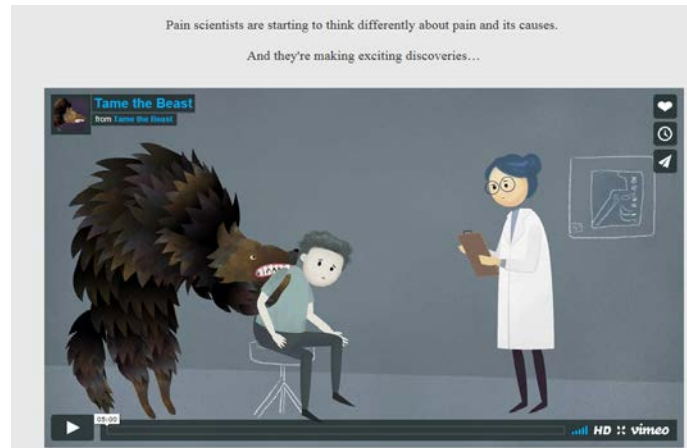 Pain scientists are starting to think differently about pain and its causes.
And they're making exciting discoveries…
Tame the Beast
from Tame the Beast
05:00
HD vimeo